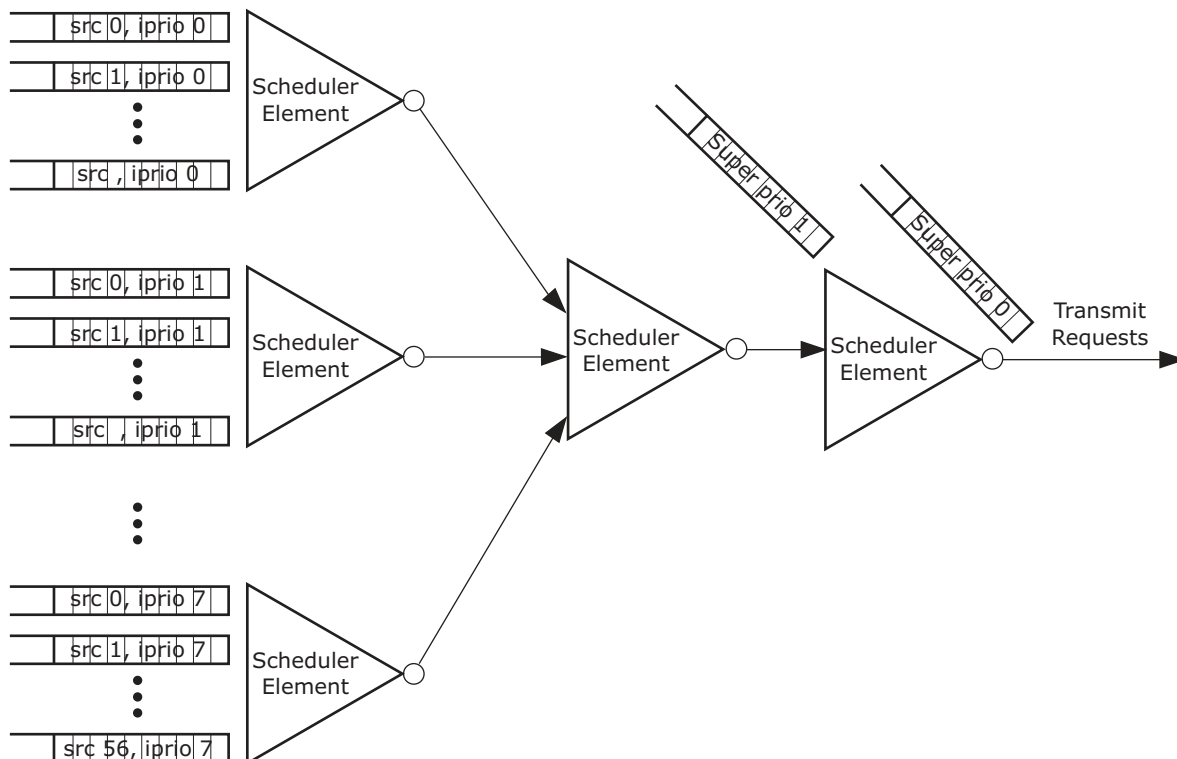 src 0, iprio 0
src 1, iprio 0
src , iprio 0
Scheduler
Element
src 0, iprio 1
src 1, iprio 1
src , iprio 1
Scheduler
Element
src 0, iprio 7
src 1, iprio 7
src 56, iprio 7
Scheduler
Element
Scheduler
Element
Super prio 1
Scheduler
Element
Super prio 0
Transmit
Requests